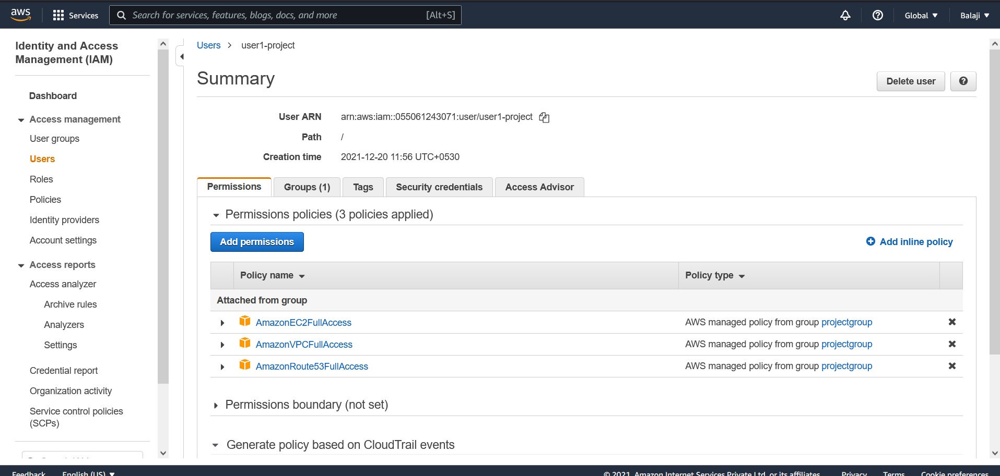 aws
Services
Search for services, features, blogs, docs, and more [Alt+S]
Global ▼
Balaji ▼
Identity and Access
Management (IAM)
Dashboard
Access management
User groups
Users
Roles
Policies
Identity providers
Account settings
Access reports
Access analyzer
Archive rules
Analyzers
Settings
Credential report
Organization activity
Service control policies
(SCPs)
Users > user1-project
Summary
Delete user
User ARN arn:aws:iam::055061243071:user/user1-project
Path /
Creation time 2021-12-20 11:56 UTC+0530
Permissions Groups (1) Tags Security credentials Access Advisor
Permissions policies (3 policies applied)
Add permissions Add inline policy
Policy name Policy type
Attached from group
AmazonEC2FullAccess AWS managed policy from group projectgroup
AmazonVPCFullAccess AWS managed policy from group projectgroup
AmazonRoute53FullAccess AWS managed policy from group projectgroup
Permissions boundary (not set)
Generate policy based on CloudTrail events
Feedback English (US) ▼ © 2021, Amazon Internet Services Private Ltd. or its affiliates. Privacy Terms Cookie preferences